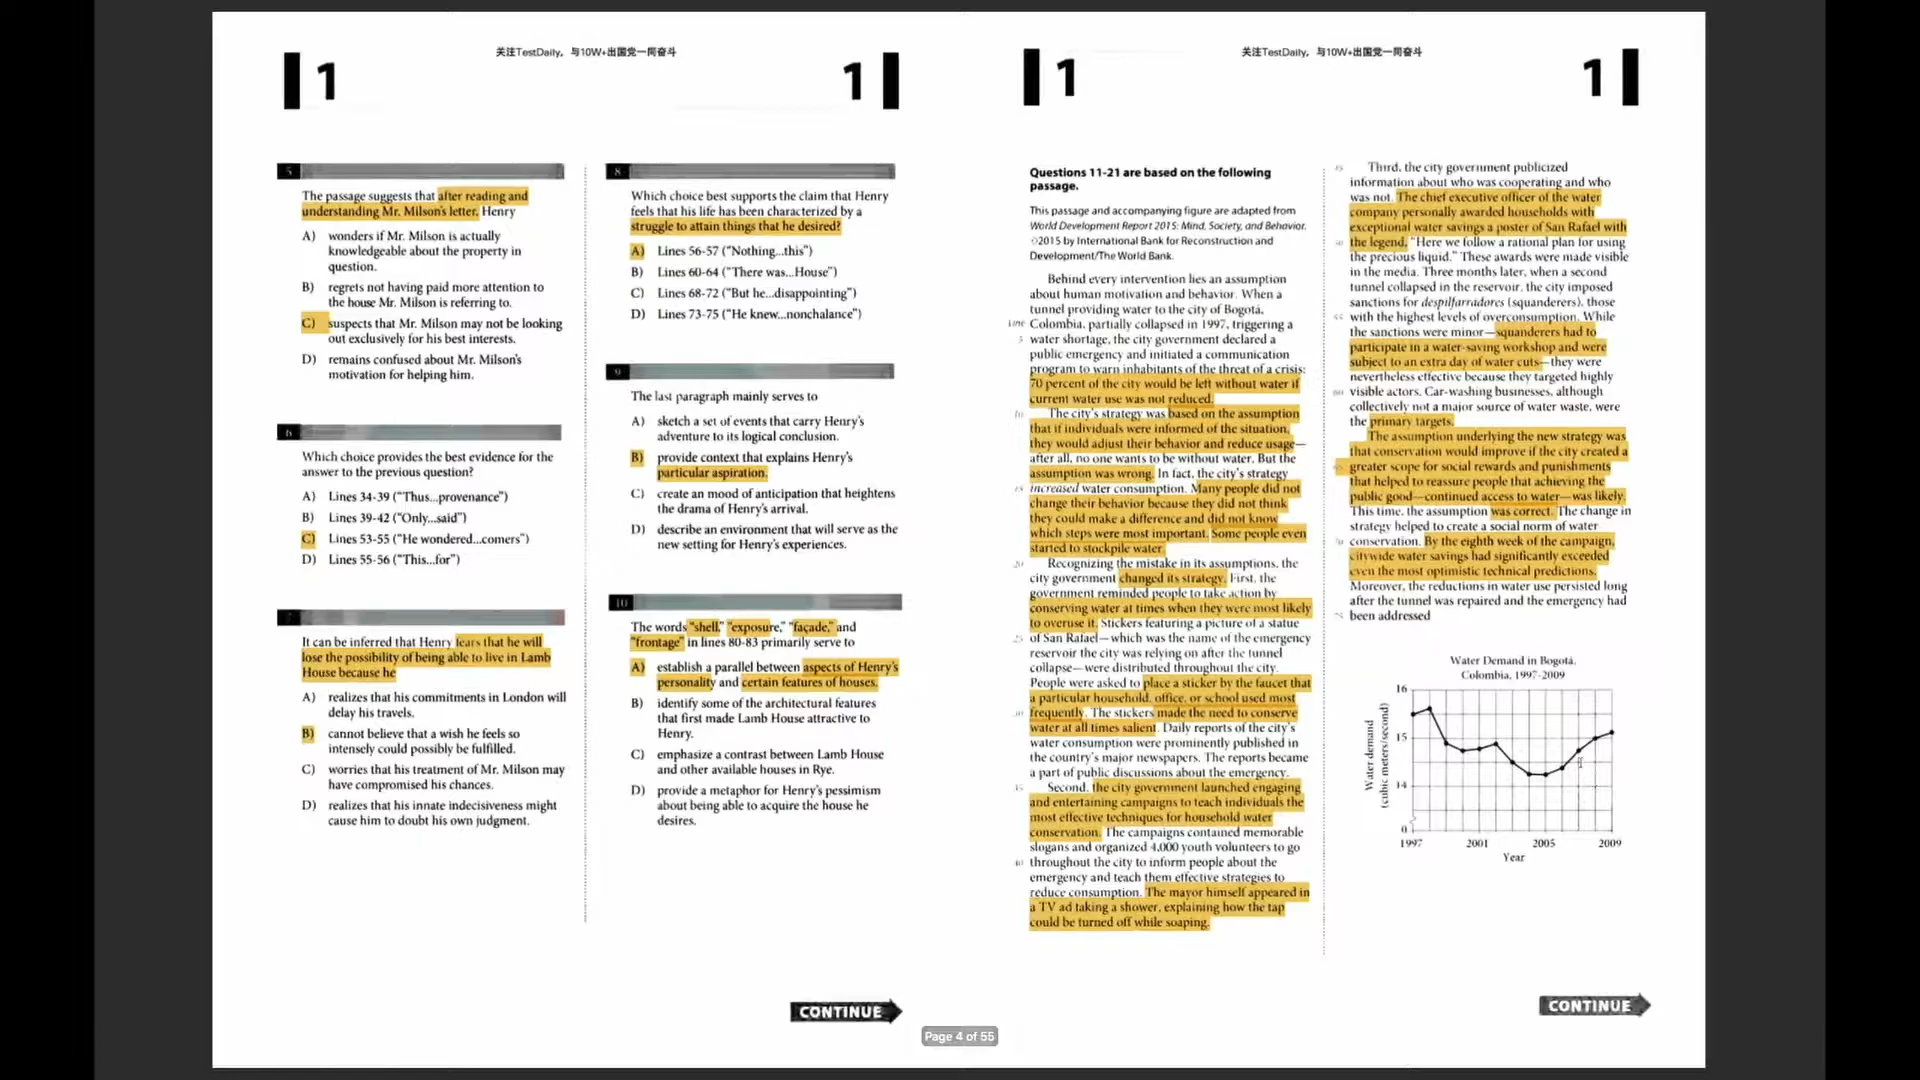 关注TestDaily，与10W+出国党一同奋斗
1
1
5
The passage suggests that after reading and
understanding Mr. Milson's letter, Henry
A) wonders if Mr. Milson is actually
knowledgeable about the property in
question.
B) regrets not having paid more attention to
the house Mr. Milson is referring to.
C) suspects that Mr. Milson may not be looking
out exclusively for his best interests.
D) remains confused about Mr. Milson's
motivation for helping him.
6
Which choice provides the best evidence for the
answer to the previous question?
A) Lines 34-39 ("Thus...provenance")
B) Lines 39-42 ("Only...said")
C) Lines 53-55 ("He wondered...comers")
D) Lines 55-56 ("This...for")
7
It can be inferred that Henry fears that he will
lose the possibility of being able to live in Lamb
House because he
A) realizes that his commitments in London will
delay his travels.
B) cannot believe that a wish he feels so
intensely could possibly be fulfilled.
C) worries that his treatment of Mr. Milson may
have compromised his chances.
D) realizes that his innate indecisiveness might
cause him to doubt his own judgment.
8
Which choice best supports the claim that Henry
feels that his life has been characterized by a
struggle to attain things that he desired?
A) Lines 56-57 ("Nothing...this")
B) Lines 60-64 ("There was...House")
C) Lines 68-72 ("But he...disappointing")
D) Lines 73-75 ("He knew...nonchalance")
9
The last paragraph mainly serves to
A) sketch a set of events that carry Henry's
adventure to its logical conclusion.
B) provide context that explains Henry's
particular aspiration.
C) create an mood of anticipation that heightens
the drama of Henry's arrival.
D) describe an environment that will serve as the
new setting for Henry's experiences.
10
The words "shell," "exposure," "façade," and
"frontage" in lines 80-83 primarily serve to
A) establish a parallel between aspects of Henry's
personality and certain features of houses.
B) identify some of the architectural features
that first made Lamb House attractive to
Henry.
C) emphasize a contrast between Lamb House
and other available houses in Rye.
D) provide a metaphor for Henry's pessimism
about being able to acquire the house he
desires.
CONTINUE
关注TestDaily，与10W+出国党一同奋斗
1
1
Questions 11-21 are based on the following
passage.
This passage and accompanying figure are adapted from
World Development Report 2015: Mind, Society, and Behavior.
©2015 by International Bank for Reconstruction and
Development/The World Bank.
Behind every intervention lies an assumption
about human motivation and behavior. When a
tunnel providing water to the city of Bogotá,
Line Colombia, partially collapsed in 1997, triggering a
5 water shortage, the city government declared a
public emergency and initiated a communication
program to warn inhabitants of the threat of a crisis:
70 percent of the city would be left without water if
current water use was not reduced.
10 The city's strategy was based on the assumption
that if individuals were informed of the situation,
they would adjust their behavior and reduce usage—
after all, no one wants to be without water. But the
assumption was wrong. In fact, the city's strategy
15 increased water consumption. Many people did not
change their behavior because they did not think
they could make a difference and did not know
which steps were most important. Some people even
started to stockpile water.
20 Recognizing the mistake in its assumptions, the
city government changed its strategy. First, the
government reminded people to take action by
conserving water at times when they were most likely
to overuse it. Stickers featuring a picture of a statue
25 of San Rafael—which was the name of the emergency
reservoir the city was relying on after the tunnel
collapse—were distributed throughout the city.
People were asked to place a sticker by the faucet that
a particular household, office, or school used most
30 frequently. The stickers made the need to conserve
water at all times salient. Daily reports of the city's
water consumption were prominently published in
the country's major newspapers. The reports became
a part of public discussions about the emergency.
35 Second, the city government launched engaging
and entertaining campaigns to teach individuals the
most effective techniques for household water
conservation. The campaigns contained memorable
slogans and organized 4,000 youth volunteers to go
40 throughout the city to inform people about the
emergency and teach them effective strategies to
reduce consumption. The mayor himself appeared in
a TV ad taking a shower, explaining how the tap
could be turned off while soaping.
Third, the city government publicized
information about who was cooperating and who
was not. The chief executive officer of the water
company personally awarded households with
exceptional water savings a poster of San Rafael with
50 the legend, "Here we follow a rational plan for using
the precious liquid." These awards were made visible
in the media. Three months later, when a second
tunnel collapsed in the reservoir, the city imposed
sanctions for despilfarradores (squanderers), those
55 with the highest levels of overconsumption. While
the sanctions were minor—squanderers had to
participate in a water-saving workshop and were
subject to an extra day of water cuts—they were
nevertheless effective because they targeted highly
60 visible actors. Car-washing businesses, although
collectively not a major source of water waste, were
the primary targets.
The assumption underlying the new strategy was
that conservation would improve if the city created a
65 greater scope for social rewards and punishments
that helped to reassure people that achieving the
public good—continued access to water—was likely.
This time, the assumption was correct. The change in
strategy helped to create a social norm of water
70 conservation. By the eighth week of the campaign,
citywide water savings had significantly exceeded
even the most optimistic technical predictions.
Moreover, the reductions in water use persisted long
after the tunnel was repaired and the emergency had
75 been addressed
Water Demand in Bogotá,
Colombia, 1997-2009
Water demand
(cubic meters/second)
16
15
14
0
1997 2001 2005 2009
Year
CONTINUE
Page 4 of 55